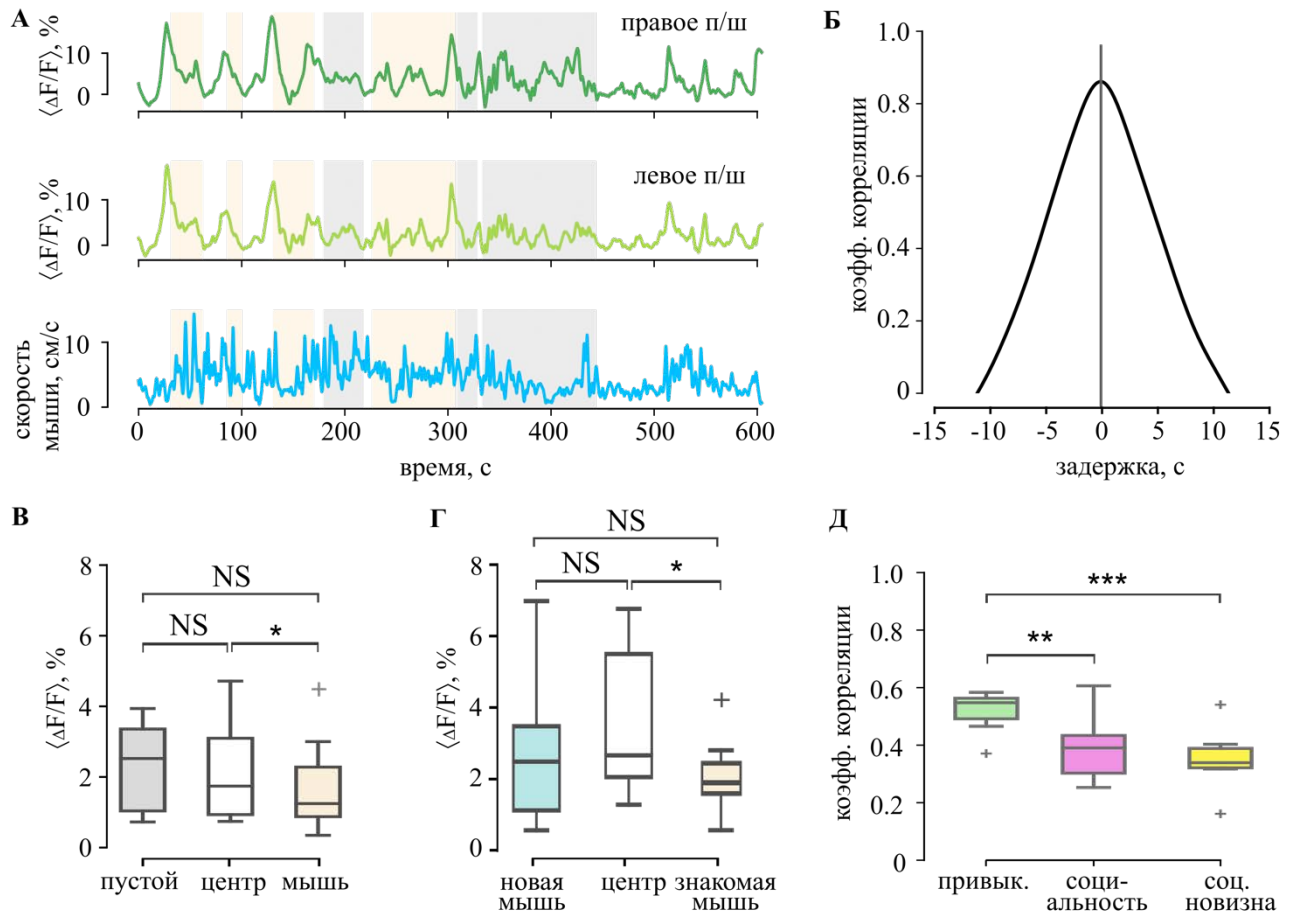 А
⟨ΔF/F⟩, %
10
0
правое п/ш
⟨ΔF/F⟩, %
10
0
левое п/ш
скорость
мыши, см/с
10
0
0 100 200 300 400 500 600
время, с
Б
коэфф. корреляции
1.0
0.8
0.6
0.4
0.2
0
-15 -10 -5 0 5 10 15
задержка, с
В
⟨ΔF/F⟩, %
8
6
4
2
0
NS
NS *
пустой центр мышь
Г
⟨ΔF/F⟩, %
8
6
4
2
0
NS
NS *
новая мышь
центр
знакомая мышь
Д
коэфф. корреляции
1.0
0.8
0.6
0.4
0.2
0
***
**
привык.
соци-
альность
соц.
новизна